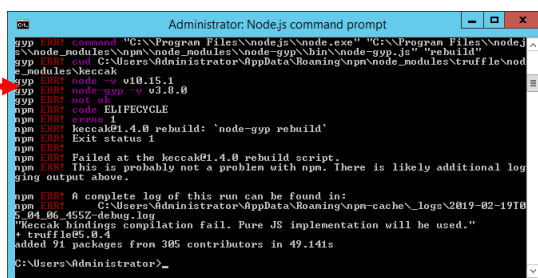 Administrator: Node.js command prompt
gyp ERR! command "C:\\Program Files\\nodejs\\node.exe" "C:\\Program Files\\nodej
s\\node_modules\\npm\\node_modules\\node-gyp\\bin\\node-gyp.js" "rebuild"
gyp ERR! cwd C:\Users\Administrator\AppData\Roaming\npm\node_modules\truffle\nod
e_modules\keccak
gyp ERR! node -v v10.15.1
gyp ERR! node-gyp -v v3.8.0
gyp ERR! not ok
npm ERR! code ELIFECYCLE
npm ERR! errno 1
npm ERR! keccak@1.4.0 rebuild: `node-gyp rebuild`
npm ERR! Exit status 1
npm ERR!
npm ERR! Failed at the keccak@1.4.0 rebuild script.
npm ERR! This is probably not a problem with npm. There is likely additional log
ging output above.
npm ERR! A complete log of this run can be found in:
npm ERR!     C:\Users\Administrator\AppData\Roaming\npm-cache\_logs\2019-02-19T0
5_04_06_455Z-debug.log
"Keccak bindings compilation fail. Pure JS implementation will be used."
+ truffle@5.0.4
added 91 packages from 305 contributors in 49.141s
C:\Users\Administrator>_